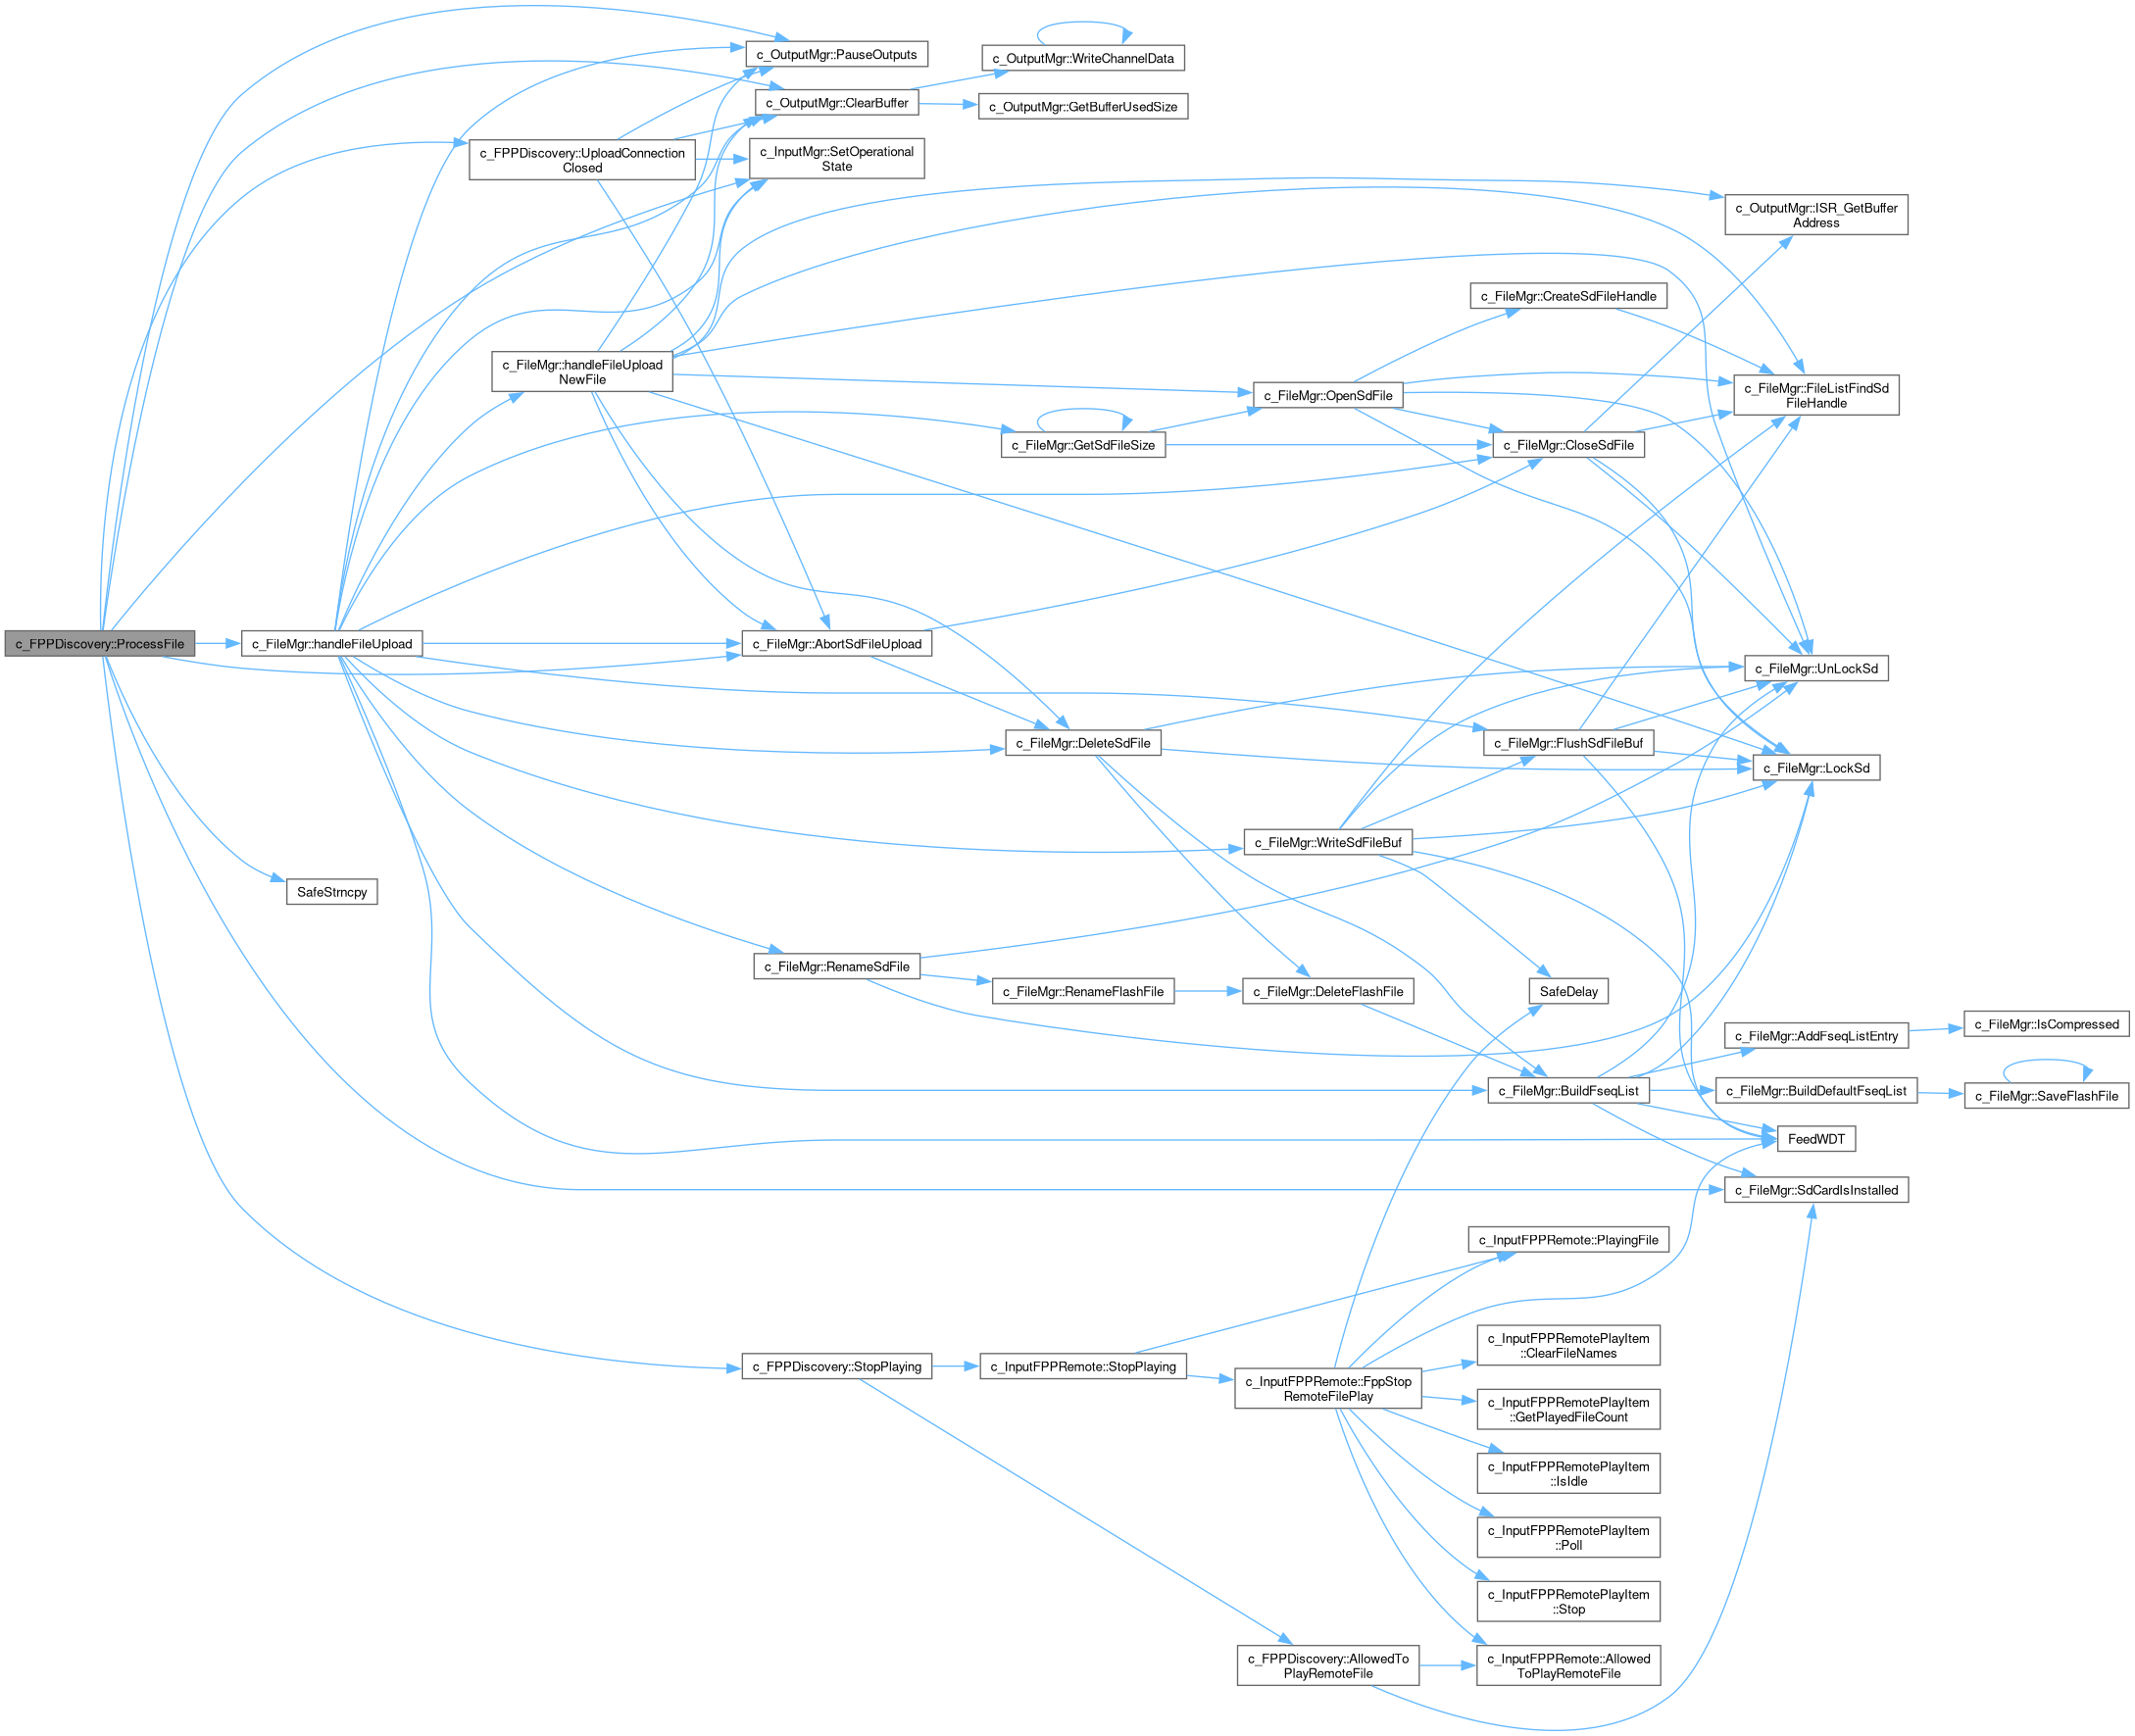 c_OutputMgr::PauseOutputs
c_OutputMgr::WriteChannelData
c_OutputMgr::ClearBuffer
c_OutputMgr::GetBufferUsedSize
c_FPPDiscovery::UploadConnection
Closed
c_InputMgr::SetOperational
State
c_OutputMgr::ISR_GetBuffer
Address
c_FileMgr::CreateSdFileHandle
c_FileMgr::handleFileUpload
NewFile
c_FileMgr::OpenSdFile
c_FileMgr::FileListFindSd
FileHandle
c_FileMgr::GetSdFileSize
c_FileMgr::CloseSdFile
c_FPPDiscovery::ProcessFile
c_FileMgr::handleFileUpload
c_FileMgr::AbortSdFileUpload
c_FileMgr::UnLockSd
c_FileMgr::DeleteSdFile
c_FileMgr::FlushSdFileBuf
c_FileMgr::LockSd
c_FileMgr::WriteSdFileBuf
SafeStrncpy
c_FileMgr::RenameSdFile
c_FileMgr::RenameFlashFile
c_FileMgr::DeleteFlashFile
SafeDelay
c_FileMgr::AddFseqListEntry
c_FileMgr::IsCompressed
c_FileMgr::BuildFseqList
c_FileMgr::BuildDefaultFseqList
c_FileMgr::SaveFlashFile
FeedWDT
c_FileMgr::SdCardIsInstalled
c_InputFPPRemote::PlayingFile
c_FPPDiscovery::StopPlaying
c_InputFPPRemote::StopPlaying
c_InputFPPRemote::FppStop
RemoteFilePlay
c_InputFPPRemotePlayItem
::ClearFileNames
c_InputFPPRemotePlayItem
::GetPlayedFileCount
c_InputFPPRemotePlayItem
::IsIdle
c_InputFPPRemotePlayItem
::Poll
c_InputFPPRemotePlayItem
::Stop
c_FPPDiscovery::AllowedTo
PlayRemoteFile
c_InputFPPRemote::Allowed
ToPlayRemoteFile